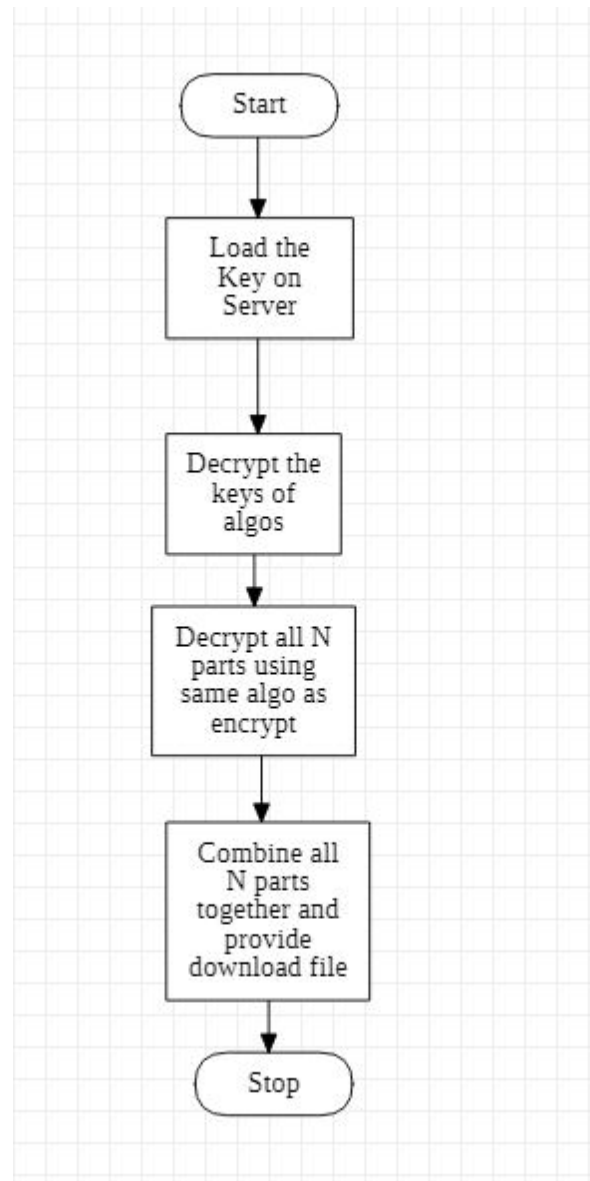 Start
Load the
Key on
Server
Decrypt the
keys of
algos
Decrypt all N
parts using
same algo as
encrypt
Combine all
N parts
together and
provide
download file
Stop